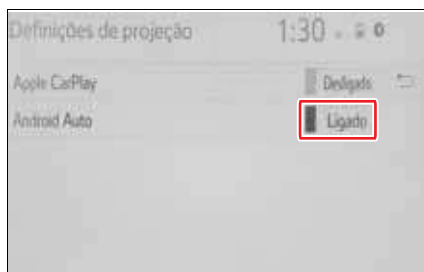 Definições de projeção 1:30
Apple CarPlay Desligado
Android Auto Ligado